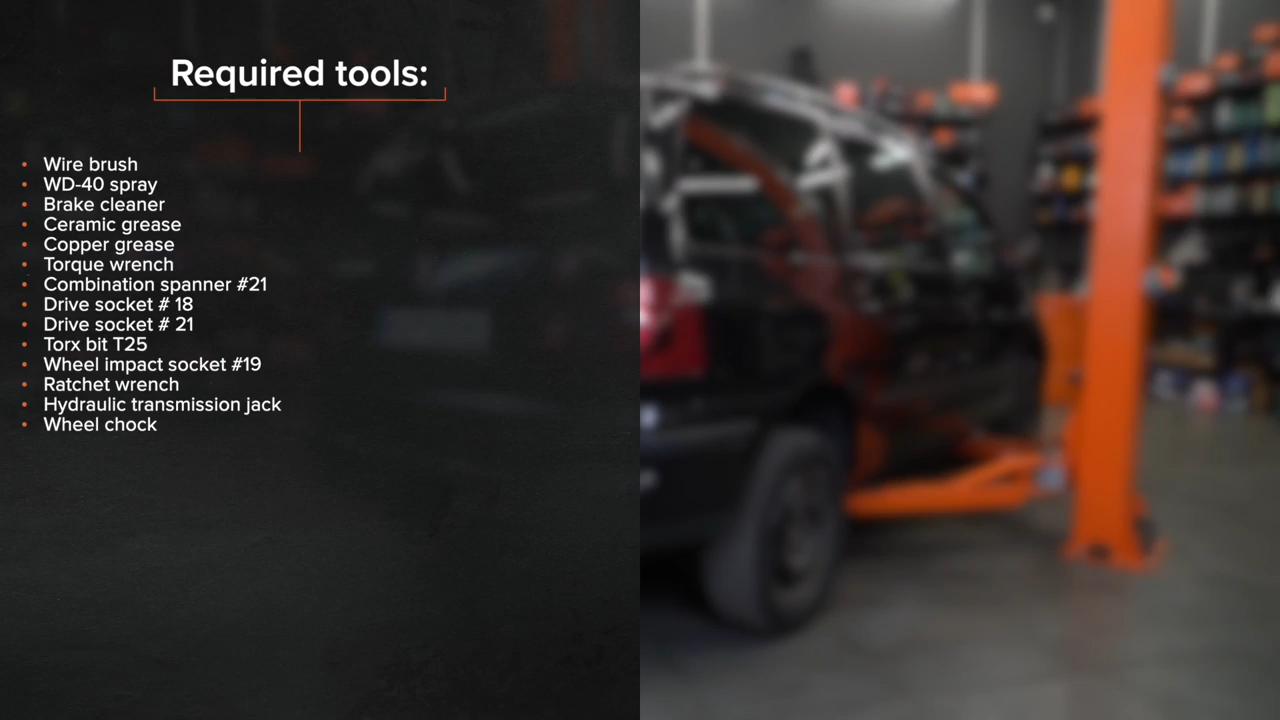 Required tools:
• Wire brush
• WD-40 spray
• Brake cleaner
• Ceramic grease
• Copper grease
• Torque wrench
• Combination spanner #21
• Drive socket # 18
• Drive socket # 21
• Torx bit T25
• Wheel impact socket #19
• Ratchet wrench
• Hydraulic transmission jack
• Wheel chock